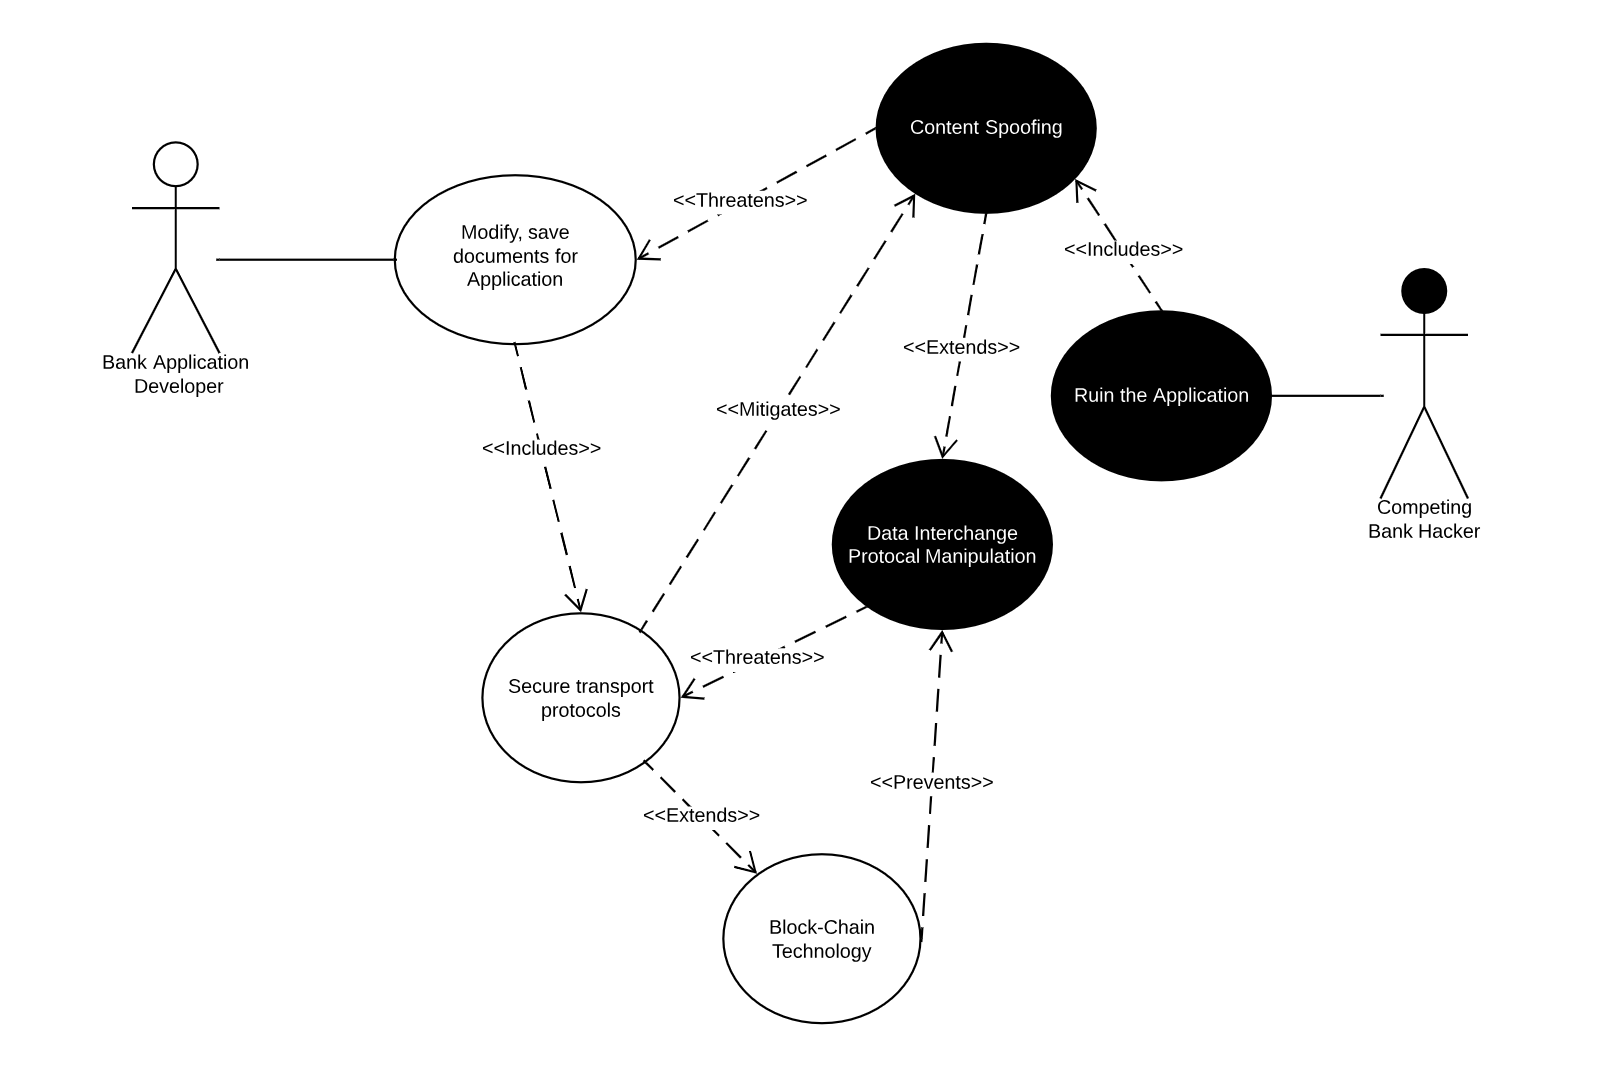 Content Spoofing
<<Threatens>>
Modify, save
documents for
Application
<<Includes>>
Bank Application
Developer
<<Extends>>
Ruin the Application
<<Mitigates>>
<<Includes>>
Competing
Bank Hacker
Data Interchange
Protocal Manipulation
<<Threatens>>
Secure transport
protocols
<<Prevents>>
<<Extends>>
Block-Chain
Technology